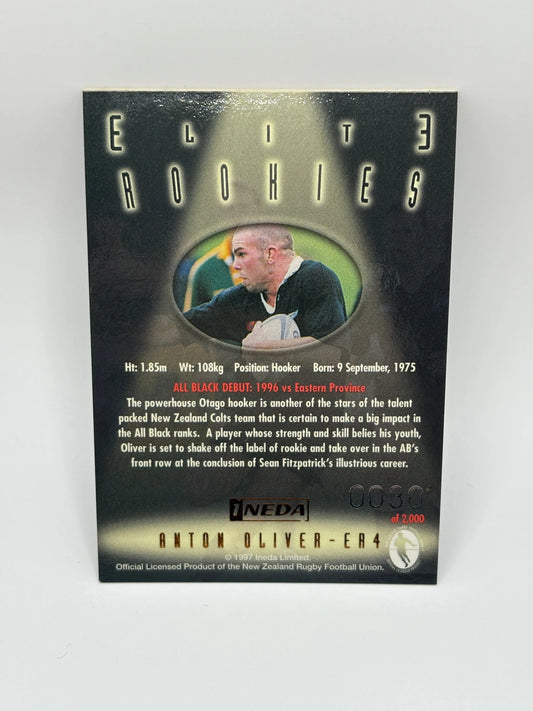 ELITE
ROOKIES
Ht: 1.85m Wt: 108kg Position: Hooker Born: 9 September, 1975
ALL BLACK DEBUT: 1996 vs Eastern Province
The powerhouse Otago hooker is another of the stars of the talent
packed New Zealand Colts team that is certain to make a big impact in
the All Black ranks. A player whose strength and skill belies his youth,
Oliver is set to shake off the label of rookie and take over in the AB's
front row at the conclusion of Sean Fitzpatrick's illustrious career.
0030
of 2,000
INEDA
ANTON OLIVER-ER4
© 1997 Ineda Limited.
Official Licensed Product of the New Zealand Rugby Football Union.